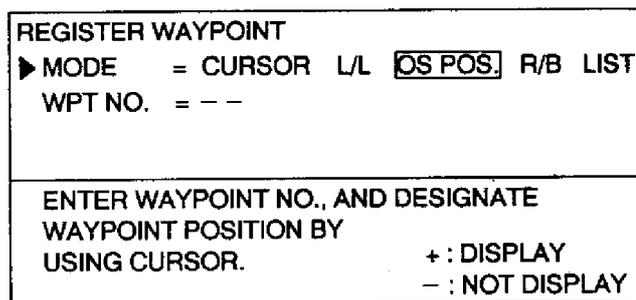 REGISTER WAYPOINT
▶ MODE = CURSOR L/L OS POS. R/B LIST
WPT NO. = – –
ENTER WAYPOINT NO., AND DESIGNATE
WAYPOINT POSITION BY
USING CURSOR.
+ : DISPLAY
– : NOT DISPLAY